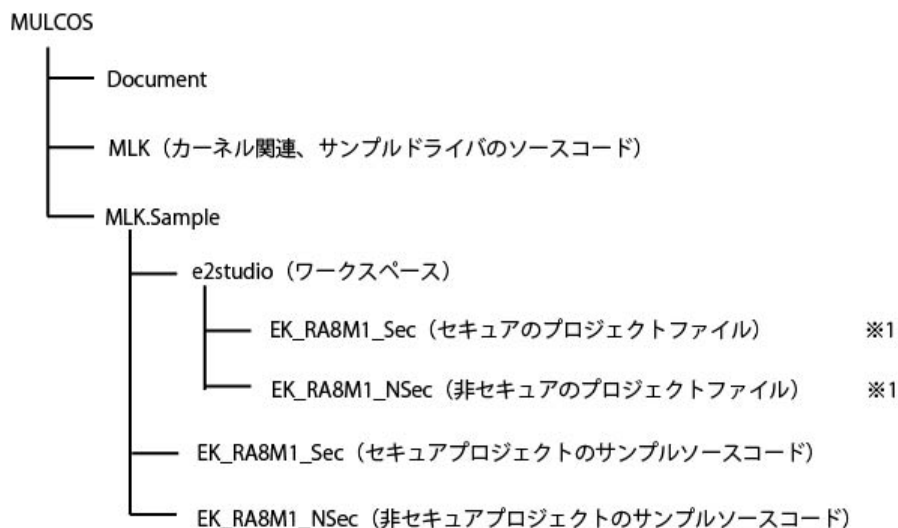 MULCOS
Document
MLK（カーネル関連、サンプルドライバのソースコード）
MLK.Sample
e2studio（ワークスペース）
EK_RA8M1_Sec（セキュアのプロジェクトファイル） ※1
EK_RA8M1_NSec（非セキュアのプロジェクトファイル） ※1
EK_RA8M1_Sec（セキュアプロジェクトのサンプルソースコード）
EK_RA8M1_NSec（非セキュアプロジェクトのサンプルソースコード）